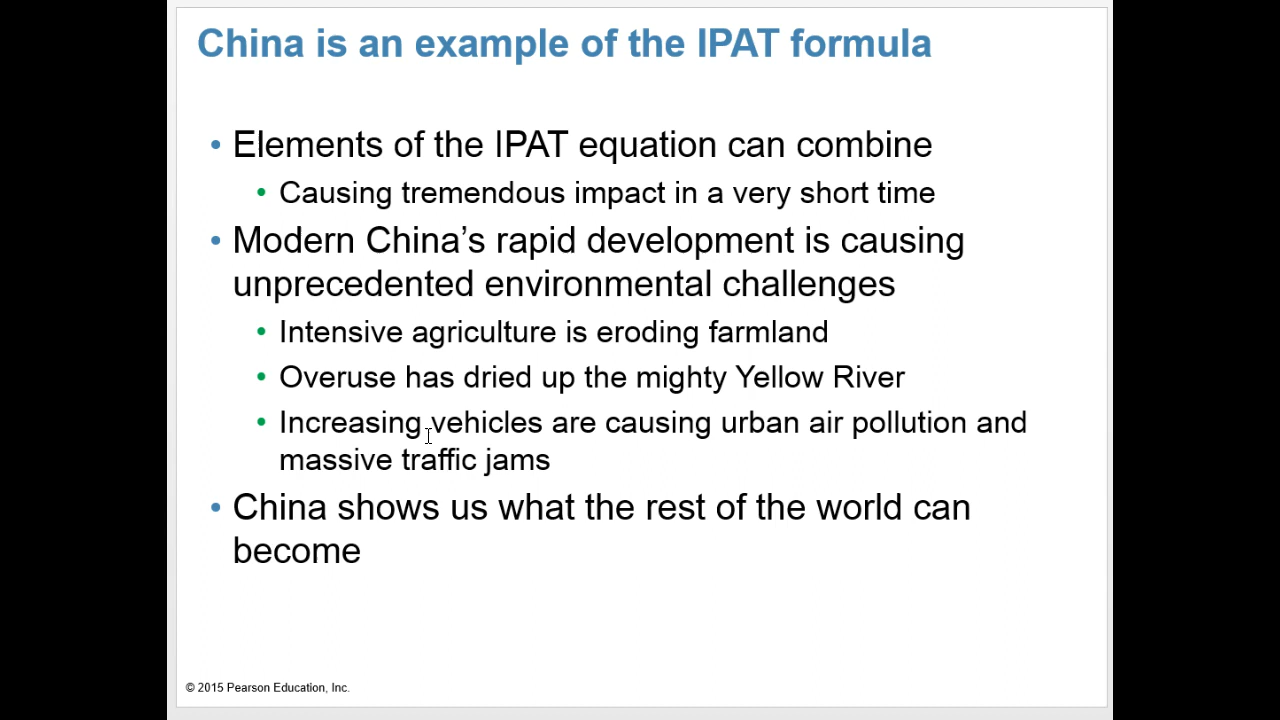 China is an example of the IPAT formula
• Elements of the IPAT equation can combine
• Causing tremendous impact in a very short time
• Modern China’s rapid development is causing
unprecedented environmental challenges
• Intensive agriculture is eroding farmland
• Overuse has dried up the mighty Yellow River
• Increasing vehicles are causing urban air pollution and
massive traffic jams
• China shows us what the rest of the world can
become
© 2015 Pearson Education, Inc.